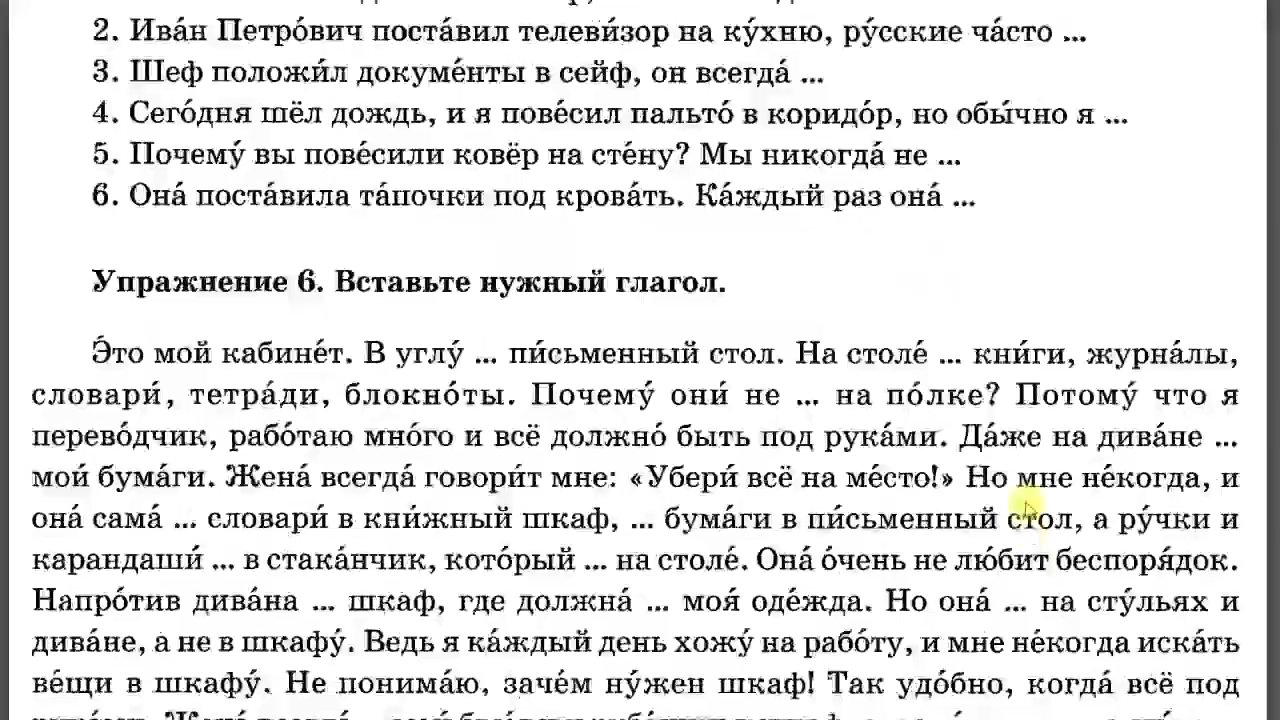 2. Ива́н Петро́вич поста́вил телеви́зор на ку́хню, ру́сские ча́сто ...
3. Шеф положи́л докуме́нты в сейф, он всегда́ ...
4. Сего́дня шёл дождь, и я пове́сил пальто́ в коридо́р, но обы́чно я ...
5. Почему́ вы пове́сили ковёр на сте́ну? Мы никогда́ не ...
6. Она́ поста́вила та́почки под крова́ть. Ка́ждый раз она́ ...
Упражнение 6. Вставьте нужный глагол.
Э́то мой кабине́т. В углу́ ... пи́сьменный стол. На столе́ ... кни́ги, журна́лы,
словари́, тетра́ди, блокно́ты. Почему́ они́ не ... на по́лке? Потому́ что я
перево́дчик, рабо́таю мно́го и всё должно́ быть под рука́ми. Да́же на дива́не ...
мои́ бума́ги. Жена́ всегда́ говори́т мне: «Убери́ всё на ме́сто!» Но мне не́когда, и
она́ сама́ ... словари́ в кни́жный шкаф, ... бума́ги в пи́сьменный стол, а ру́чки и
карандаши́ ... в стака́нчик, кото́рый ... на столе́. Она́ о́чень не лю́бит беспоря́док.
Напро́тив дива́на ... шкаф, где должна́ ... моя́ оде́жда. Но она́ ... на сту́льях и
дива́не, а не в шкафу́. Ведь я ка́ждый день хожу́ на рабо́ту, и мне не́когда иска́ть
ве́щи в шкафу́. Не понима́ю, заче́м ну́жен шкаф! Так удо́бно, когда́ всё под